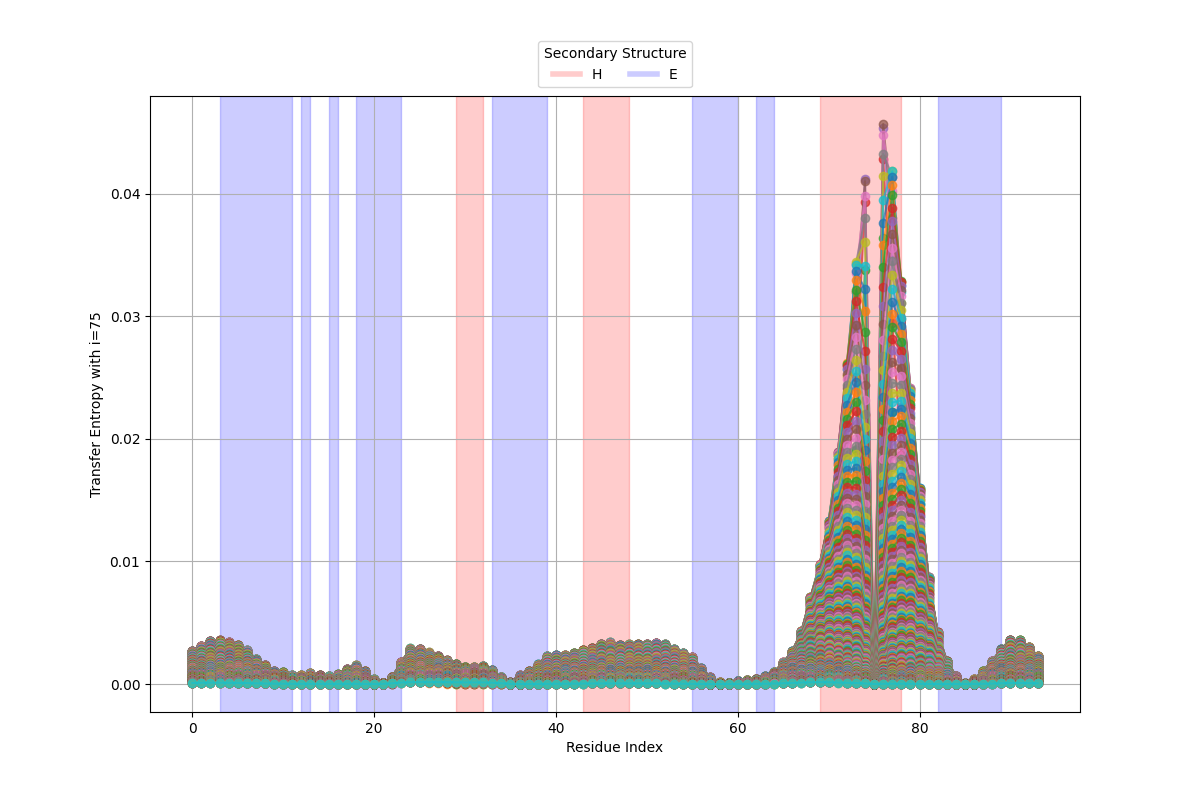 Secondary Structure
H E
0.04
0.03
0.02
0.01
0.00
Transfer Entropy with i=75
0 20 40 60 80
Residue Index